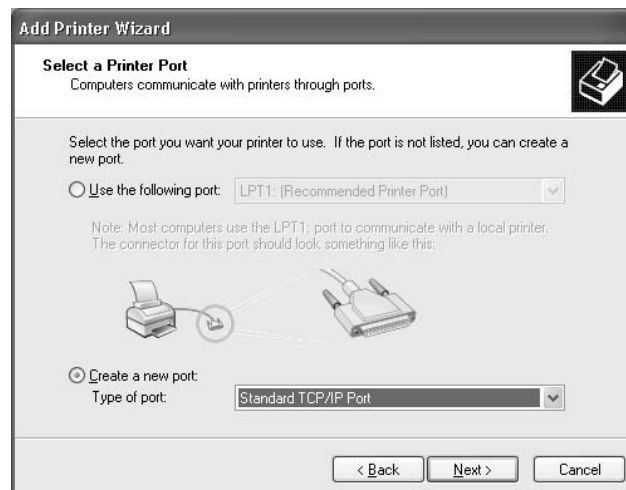 Add Printer Wizard
Select a Printer Port
Computers communicate with printers through ports.
Select the port you want your printer to use. If the port is not listed, you can create a
new port.
Use the following port: LPT1: (Recommended Printer Port)
Note: Most computers use the LPT1: port to communicate with a local printer.
The connector for this port should look something like this:
Create a new port:
Type of port: Standard TCP/IP Port
< Back Next > Cancel